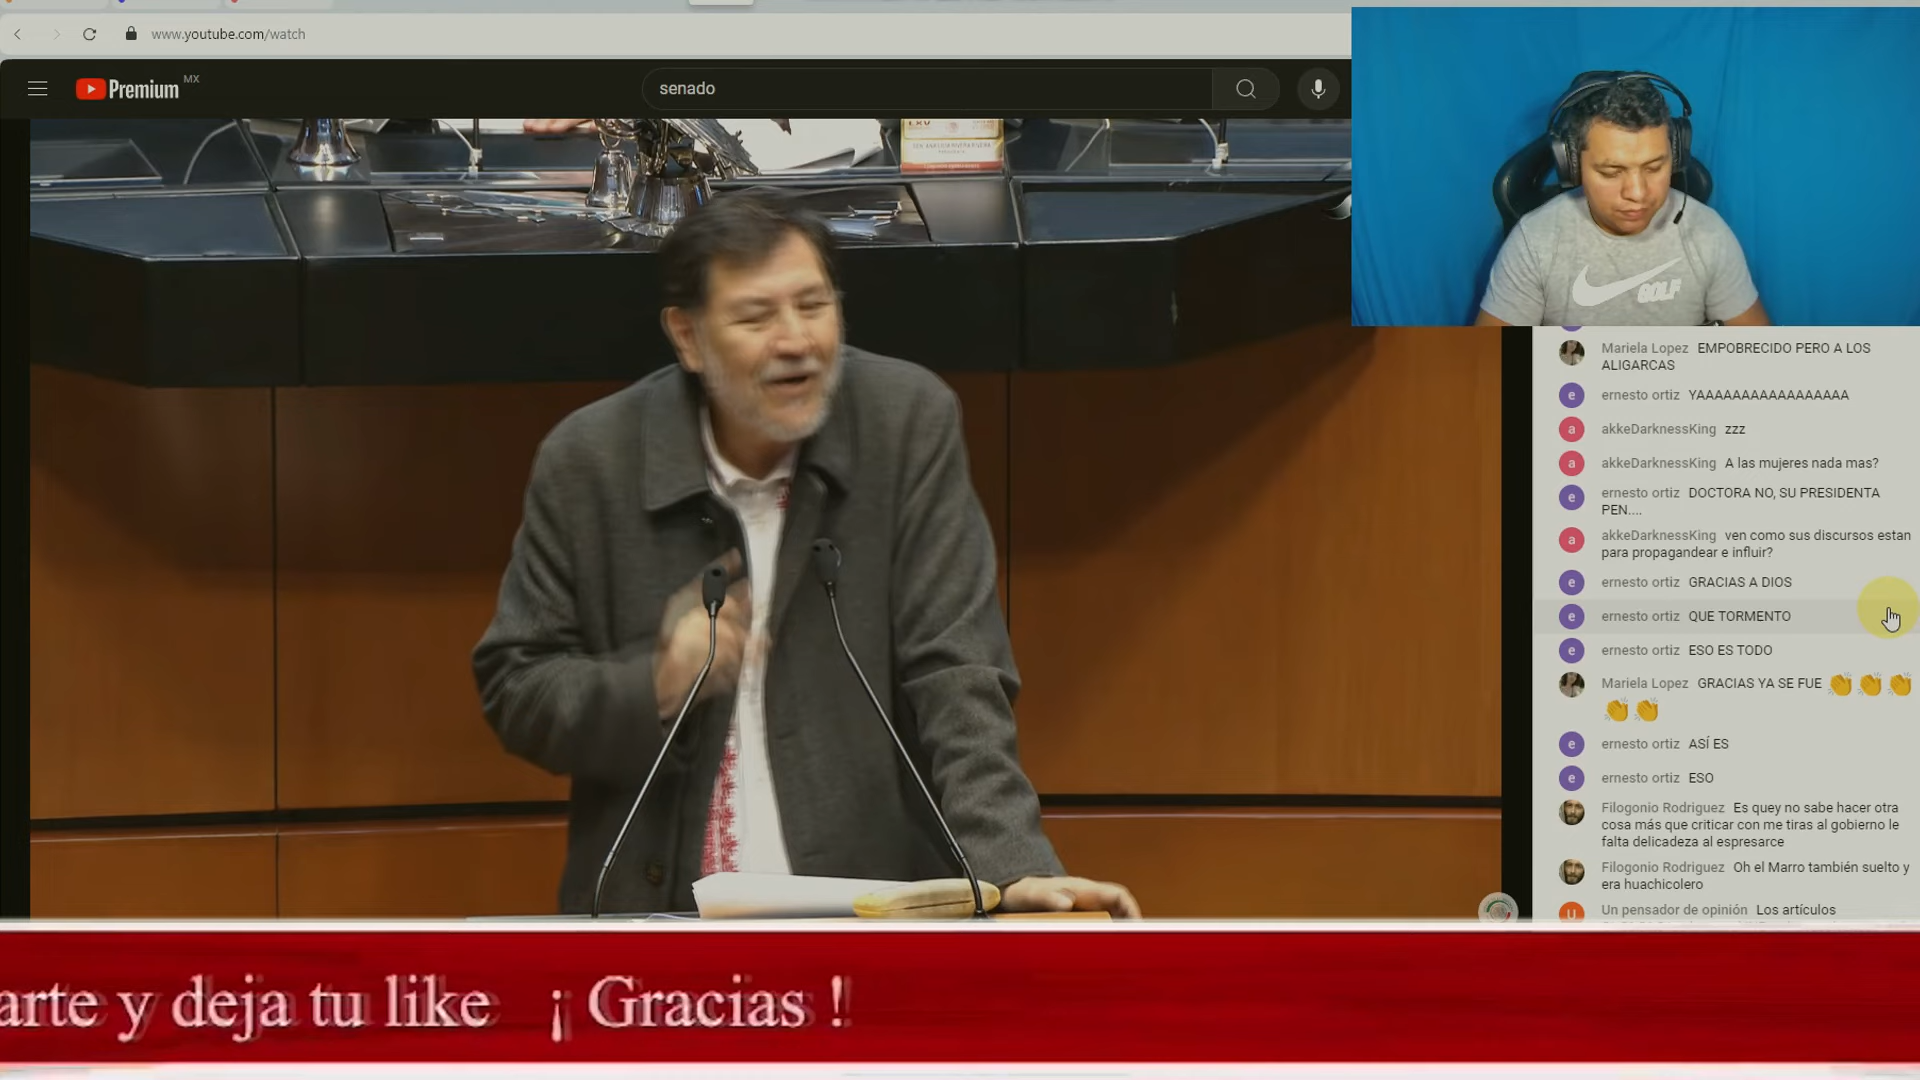 www.youtube.com/watch
Premium MX
senado
GOLF
Mariela Lopez EMPOBRECIDO PERO A LOS
ALIGARCAS
ernesto ortiz YAAAAAAAAAAAAAAAAA
akkeDarknessKing zzz
akkeDarknessKing A las mujeres nada mas?
ernesto ortiz DOCTORA NO, SU PRESIDENTA
PEN....
akkeDarknessKing ven como sus discursos estan
para propagandear e influir?
ernesto ortiz GRACIAS A DIOS
ernesto ortiz QUE TORMENTO
ernesto ortiz ESO ES TODO
Mariela Lopez GRACIAS YA SE FUE 👏👏👏
👏👏
ernesto ortiz ASÍ ES
ernesto ortiz ESO
Filogonio Rodriguez Es quey no sabe hacer otra
cosa más que criticar con me tiras al gobierno le
falta delicadeza al espresarce
Filogonio Rodriguez Oh el Marro también suelto y
era huachicolero
Un pensador de opinión Los artículos
arte y deja tu like ¡ Gracias !